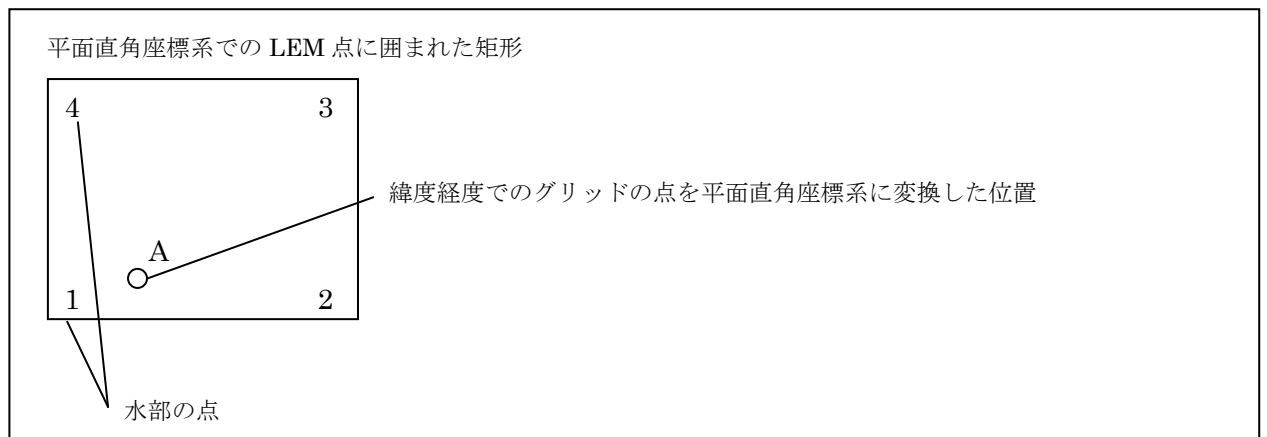 平面直角座標系での LEM 点に囲まれた矩形
4 3
緯度経度でのグリッドの点を平面直角座標系に変換した位置
A
1 2
水部の点